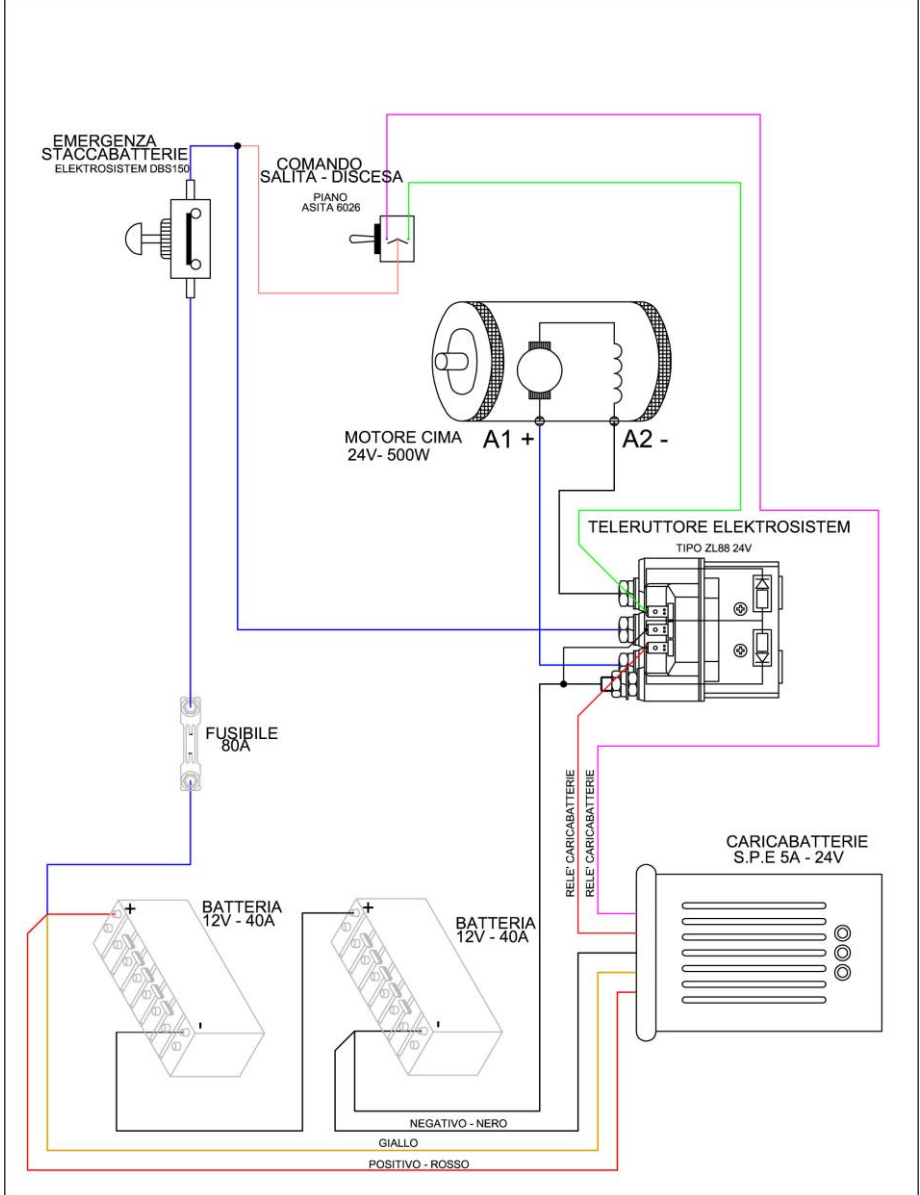 EMERGENZA
STACCABATTERIE
ELEKTROSISTEM DBS150
COMANDO
SALITA - DISCESA
PIANO
ASITA 6026
MOTORE CIMA
24V- 500W
A1 +
A2 -
TELERUTTORE ELEKTROSISTEM
TIPO ZL88 24V
FUSIBILE
80A
RELE' CARICABATTERIE
RELE' CARICABATTERIE
CARICABATTERIE
S.P.E 5A - 24V
+
BATTERIA
12V - 40A
-
+
BATTERIA
12V - 40A
-
NEGATIVO - NERO
GIALLO
POSITIVO - ROSSO